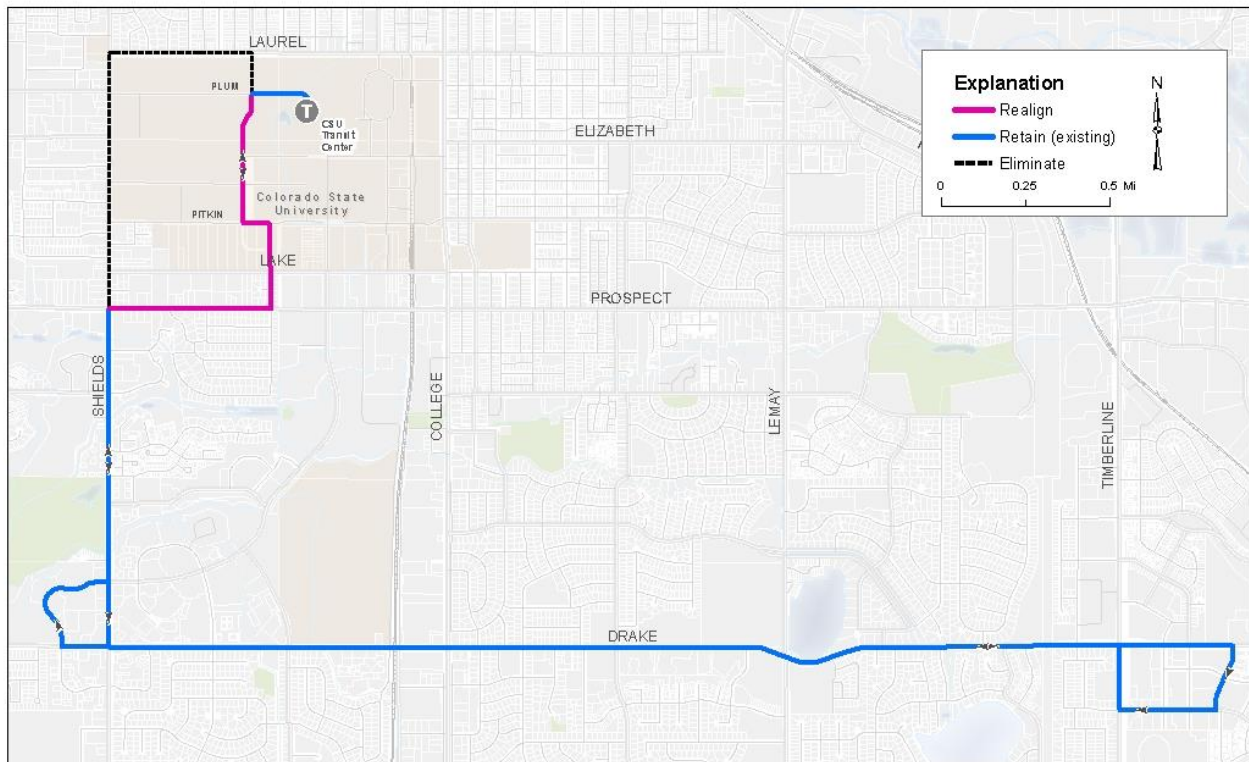 LAUREL
PLUM
T
CSU
Transit
Center
ELIZABETH
Colorado State
University
PITKIN
LAKE
PROSPECT
SHIELDS
COLLEGE
LEMAY
TIMBERLINE
DRAKE
Explanation
Realign
Retain (existing)
Eliminate
N
0 0.25 0.5 Mi